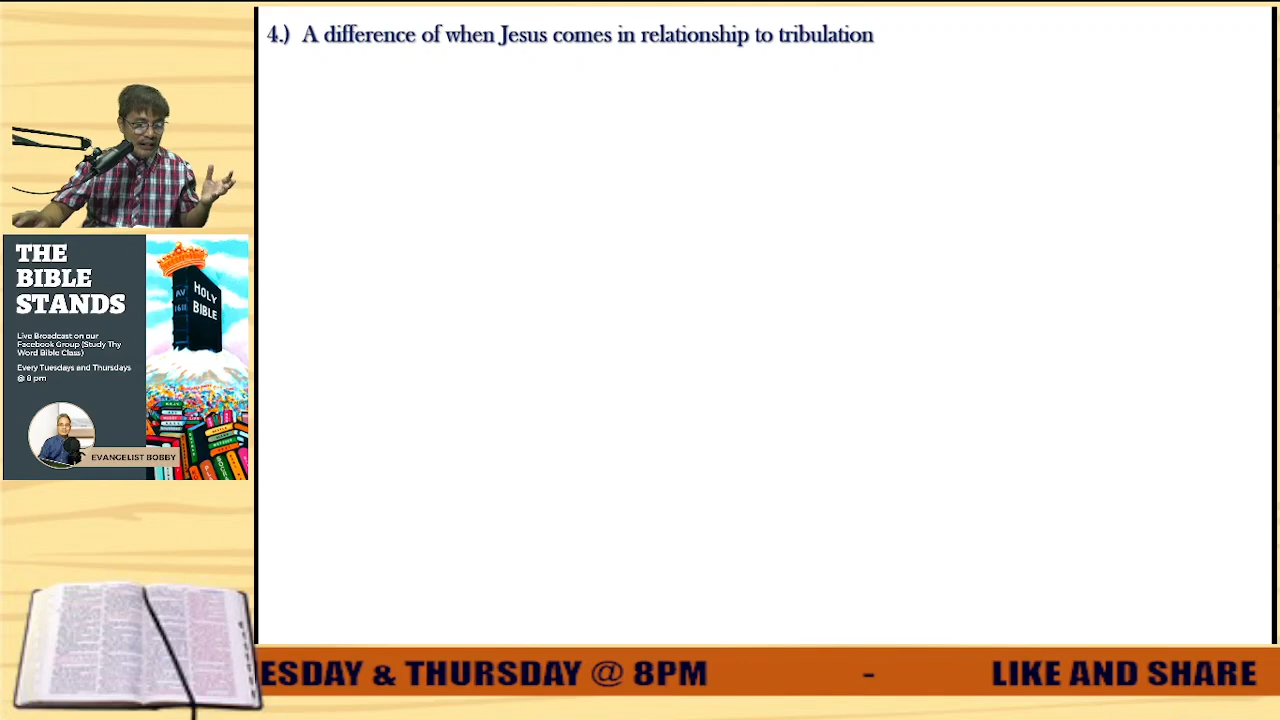 4.) A difference of when Jesus comes in relationship to tribulation
THE
BIBLE
STANDS
Live Broadcast on our
Facebook Group (Study Thy
Word Bible Class)
Every Tuesdays and Thursdays
@ 8 pm
EVANGELIST BOBBY
AV
1611
HOLY
BIBLE
ESDAY & THURSDAY @ 8PM - LIKE AND SHARE